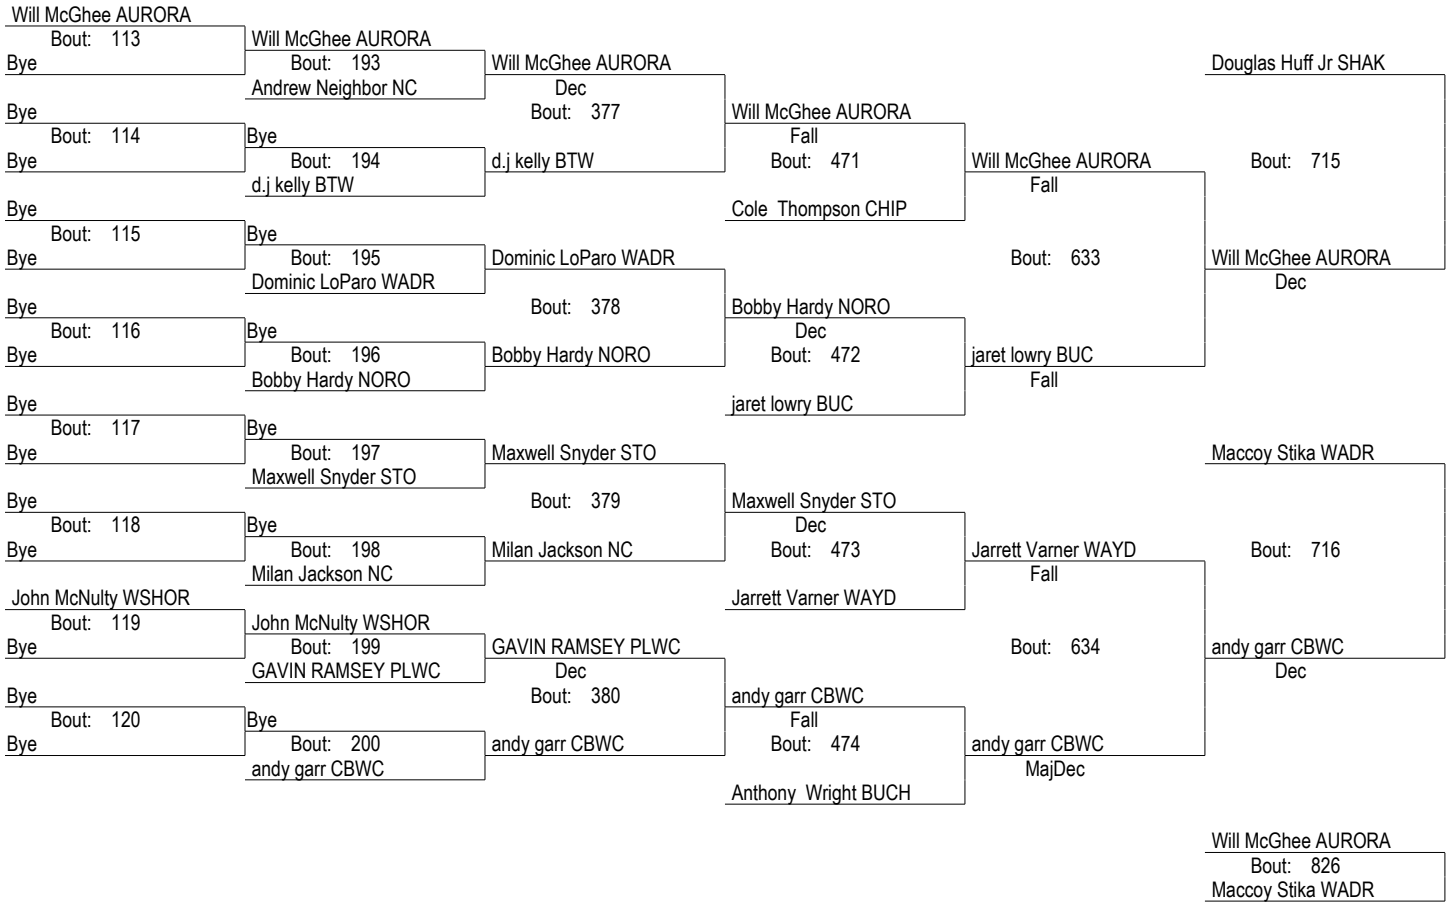 Will McGhee AURORA
Bout: 113
Bye
Bye
Bout: 114
Bye
Bye
Bout: 115
Bye
Bye
Bout: 116
Bye
Bye
Bout: 117
Bye
Bye
Bout: 118
Bye
John McNulty WSHOR
Bout: 119
Bye
Bye
Bout: 120
Bye
Will McGhee AURORA
Bout: 193
Andrew Neighbor NC
Bye
Bout: 194
d.j kelly BTW
Bye
Bout: 195
Dominic LoParo WADR
Bye
Bout: 196
Bobby Hardy NORO
Bye
Bout: 197
Maxwell Snyder STO
Bye
Bout: 198
Milan Jackson NC
John McNulty WSHOR
Bout: 199
GAVIN RAMSEY PLWC
Bye
Bout: 200
andy garr CBWC
Will McGhee AURORA
Dec
Bout: 377
d.j kelly BTW
Dominic LoParo WADR
Bout: 378
Bobby Hardy NORO
Maxwell Snyder STO
Bout: 379
Milan Jackson NC
GAVIN RAMSEY PLWC
Dec
Bout: 380
andy garr CBWC
Will McGhee AURORA
Fall
Bout: 471
Cole Thompson CHIP
Bobby Hardy NORO
Dec
Bout: 472
jaret lowry BUC
Maxwell Snyder STO
Dec
Bout: 473
Jarrett Varner WAYD
andy garr CBWC
Fall
Bout: 474
Anthony Wright BUCH
Will McGhee AURORA
Fall
Bout: 633
jaret lowry BUC
Fall
Jarrett Varner WAYD
Fall
Bout: 634
andy garr CBWC
MajDec
Douglas Huff Jr SHAK
Bout: 715
Will McGhee AURORA
Dec
Maccoy Stika WADR
Bout: 716
andy garr CBWC
Dec
Will McGhee AURORA
Bout: 826
Maccoy Stika WADR